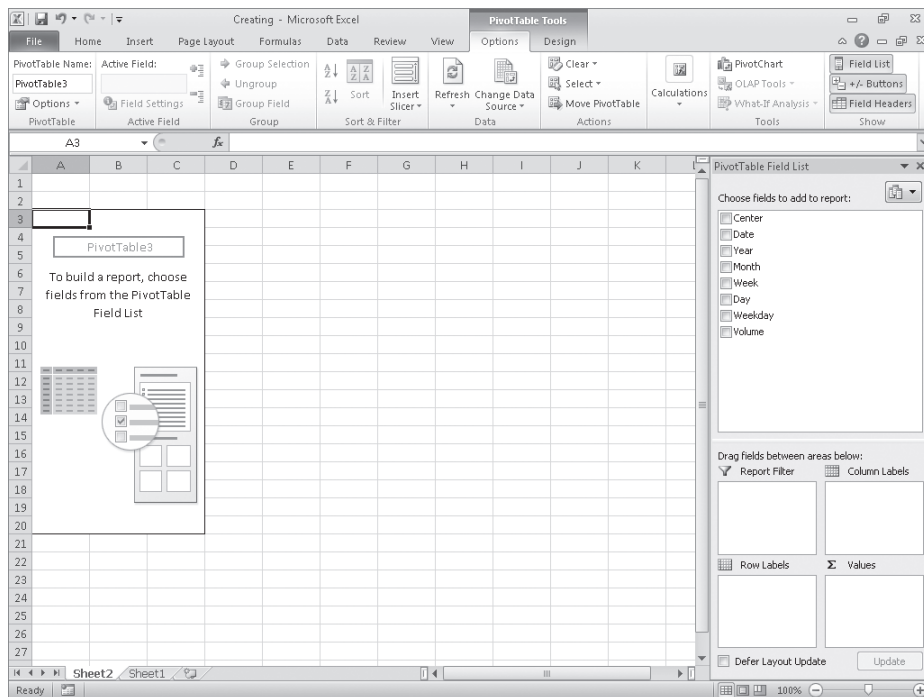 Creating - Microsoft Excel
PivotTable Tools
File Home Insert Page Layout Formulas Data Review View Options Design
PivotTable Name:
PivotTable3
Options
PivotTable
Active Field:
Field Settings
Active Field
Group Selection
Ungroup
Group Field
Group
Sort
Insert
Slicer
Sort & Filter
Refresh
Change Data
Source
Data
Clear
Select
Move PivotTable
Actions
Calculations
PivotChart
OLAP Tools
What-If Analysis
Tools
Field List
+/- Buttons
Field Headers
Show
A3
fx
A B C D E F G H I J K
1
2
3
4
5
6
7
8
9
10
11
12
13
14
15
16
17
18
19
20
21
22
23
24
25
26
27
PivotTable3
To build a report, choose
fields from the PivotTable
Field List
PivotTable Field List
Choose fields to add to report:
Center
Date
Year
Month
Week
Day
Weekday
Volume
Drag fields between areas below:
Report Filter
Column Labels
Row Labels
Σ Values
Defer Layout Update
Update
Sheet2 Sheet1
Ready
100%